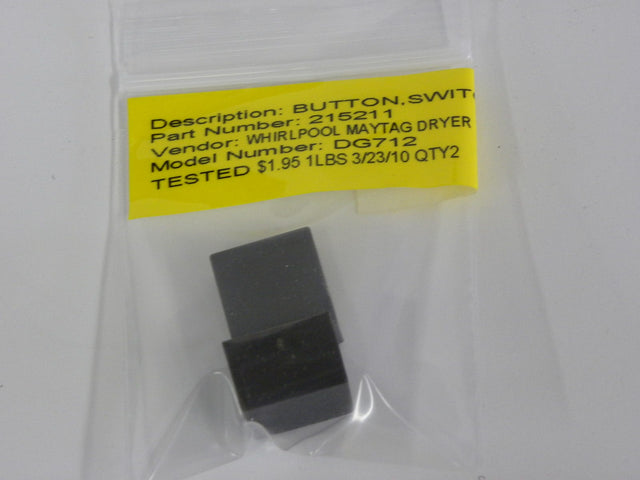 Description: BUTTON,SWIT
Part Number: 215211
Vendor: WHIRLPOOL MAYTAG DRYER
Model Number: DG712
TESTED $1.95 1LBS 3/23/10 QTY2